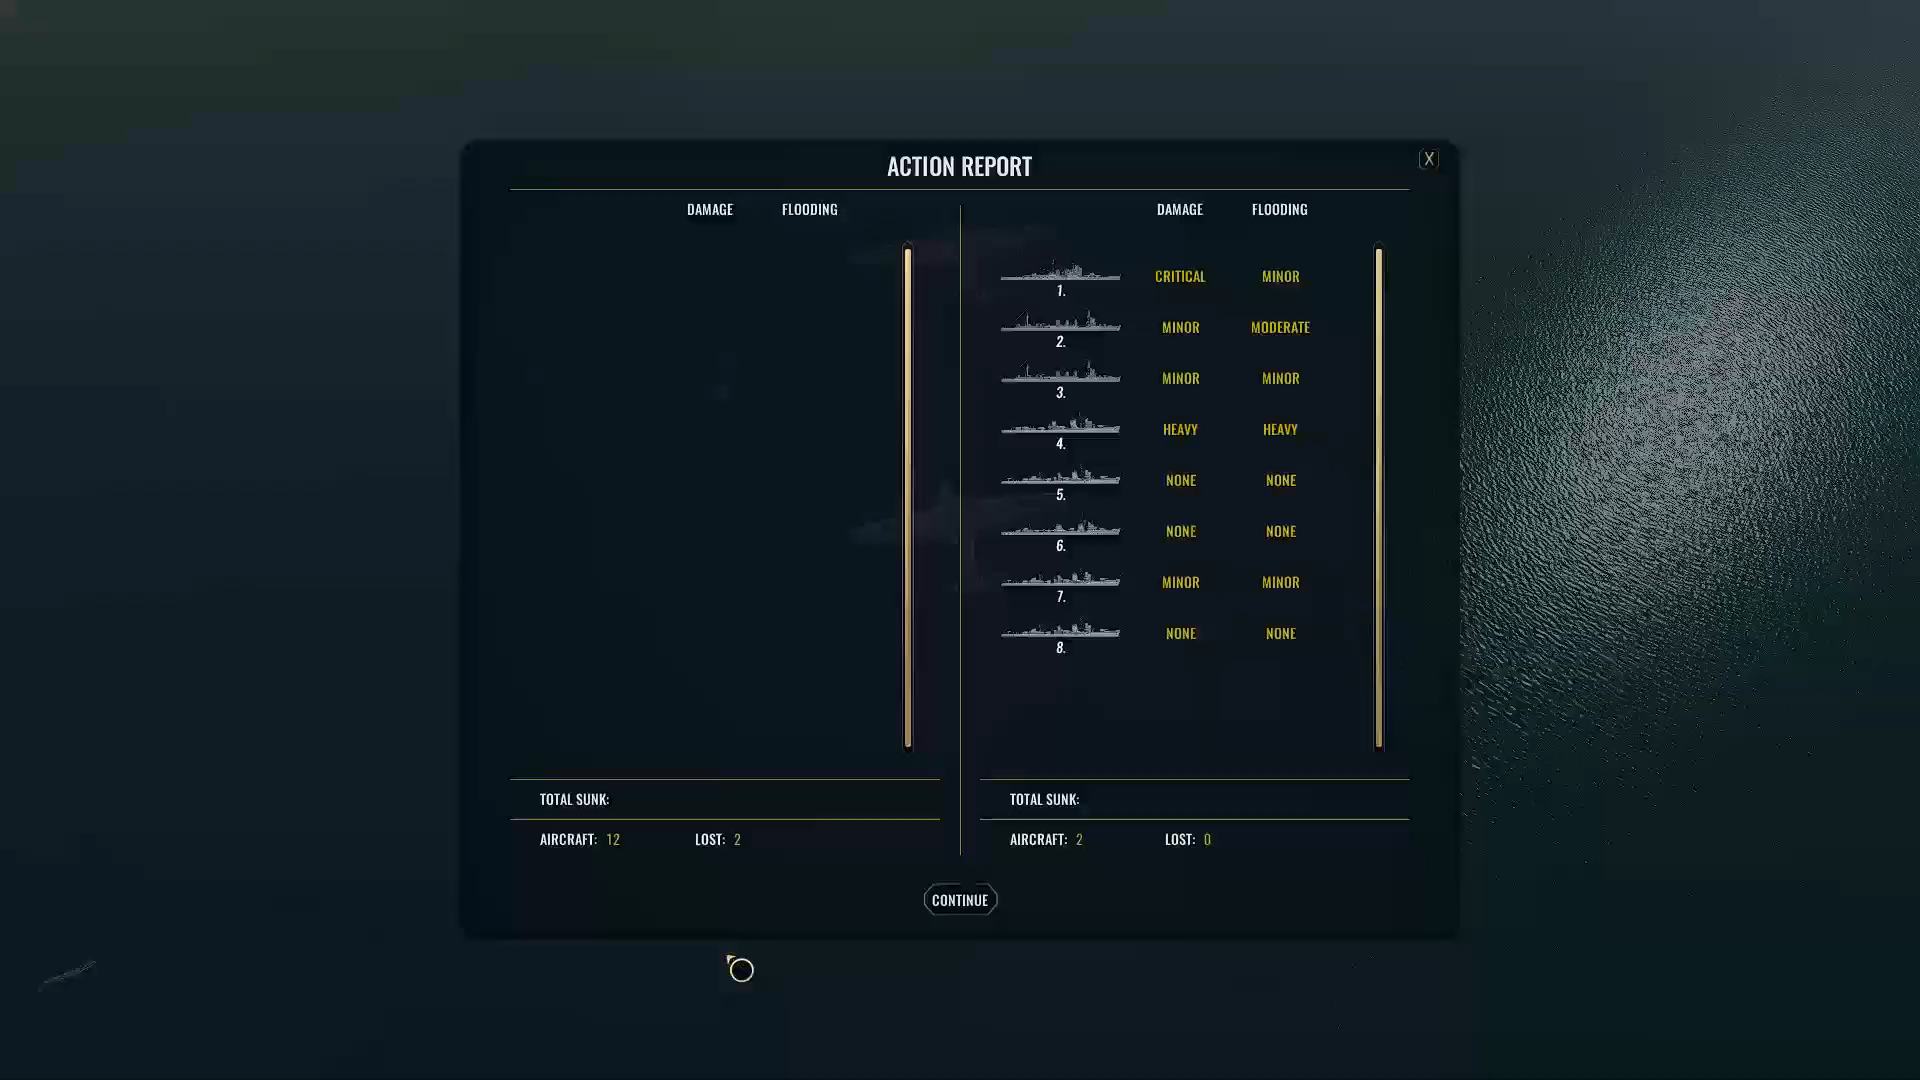 ACTION REPORT
X
DAMAGE FLOODING
DAMAGE FLOODING
CRITICAL MINOR
1.
MINOR MODERATE
2.
MINOR MINOR
3.
HEAVY HEAVY
4.
NONE NONE
5.
NONE NONE
6.
MINOR MINOR
7.
NONE NONE
8.
TOTAL SUNK:
AIRCRAFT: 12 LOST: 2
TOTAL SUNK:
AIRCRAFT: 2 LOST: 0
CONTINUE